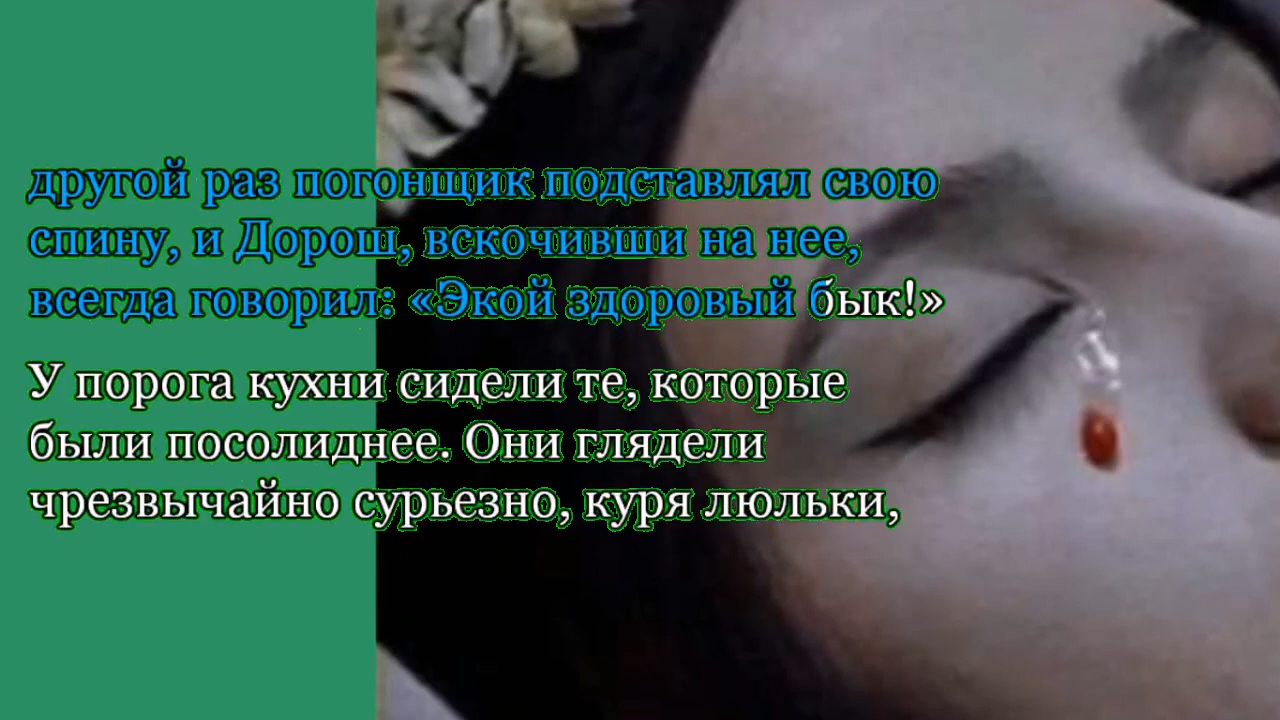 другой раз погонщик подставлял свою
спину, и Дорош, вскочивши на нее,
всегда говорил: «Экой здоровый бык!»
У порога кухни сидели те, которые
были посолиднее. Они глядели
чрезвычайно сурьезно, куря люльки,